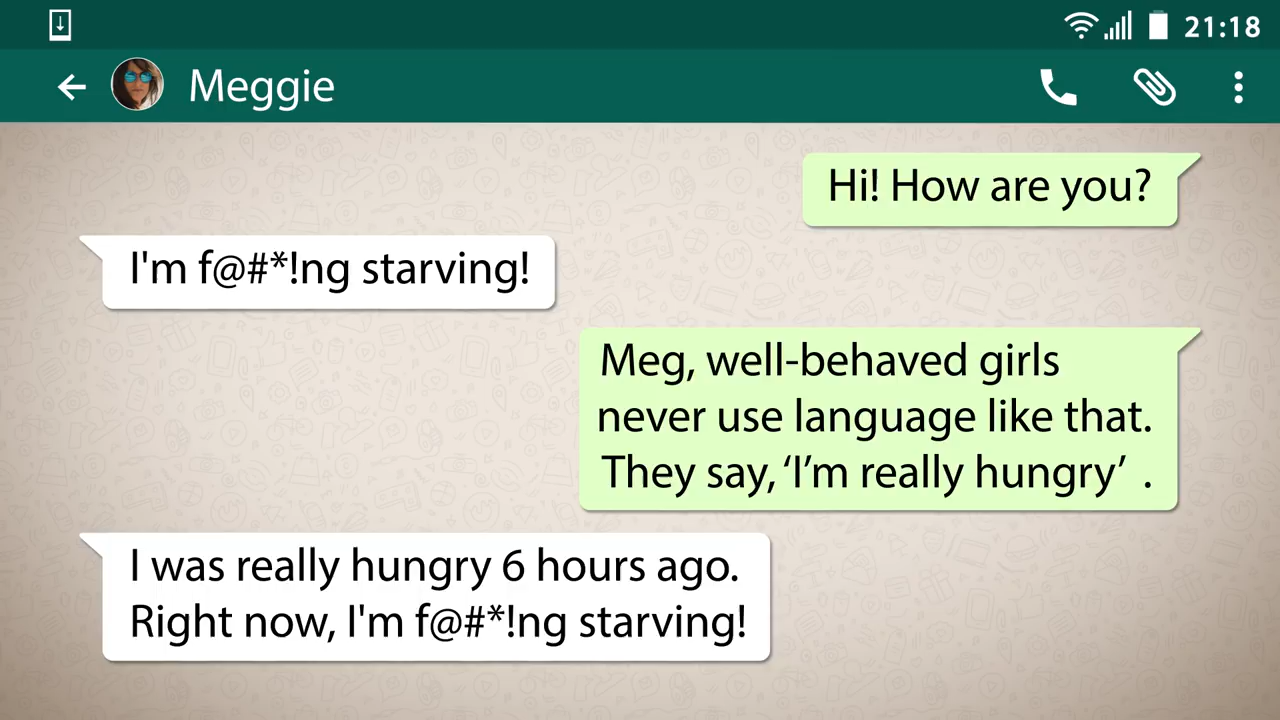 21:18
Meggie
Hi! How are you?
I'm f@#*!ng starving!
Meg, well-behaved girls
never use language like that.
They say, ‘I’m really hungry’ .
I was really hungry 6 hours ago.
Right now, I'm f@#*!ng starving!